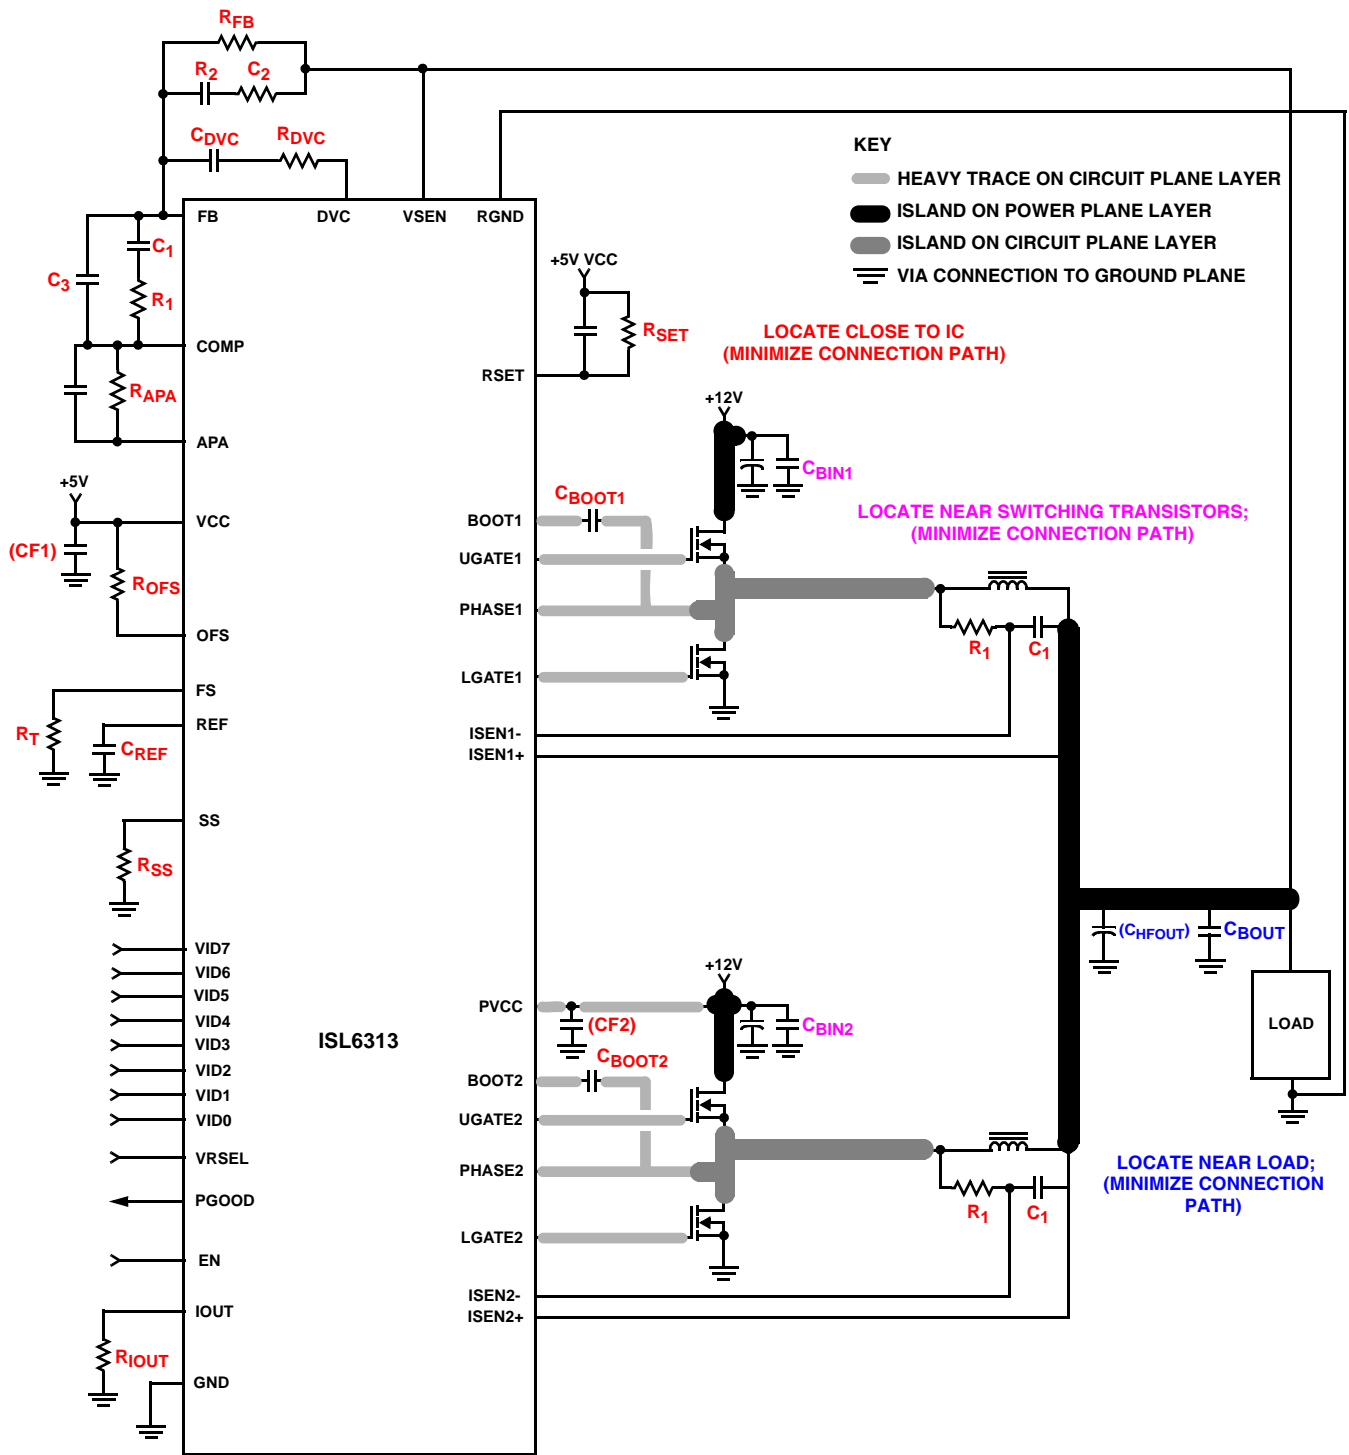 RFB
R2 C2
CDVC RDVC
KEY
HEAVY TRACE ON CIRCUIT PLANE LAYER
ISLAND ON POWER PLANE LAYER
ISLAND ON CIRCUIT PLANE LAYER
VIA CONNECTION TO GROUND PLANE
FB DVC VSEN RGND
C1
C3
R1
COMP
RAPA
APA
+5V
VCC
(CF1)
ROFS
OFS
FS
REF
RT
CREF
SS
RSS
VID7
VID6
VID5
VID4
VID3
VID2
VID1
VID0
VRSEL
PGOOD
EN
IOUT
RIOUT
GND
ISL6313
+5V VCC
RSET
RSET
LOCATE CLOSE TO IC
(MINIMIZE CONNECTION PATH)
+12V
CBIN1
CBOOT1
BOOT1
UGATE1
PHASE1
LGATE1
LOCATE NEAR SWITCHING TRANSISTORS;
(MINIMIZE CONNECTION PATH)
R1 C1
ISEN1-
ISEN1+
(CHFOUT) CBOUT
LOAD
+12V
PVCC
(CF2)
CBIN2
CBOOT2
BOOT2
UGATE2
PHASE2
LGATE2
R1 C1
LOCATE NEAR LOAD;
(MINIMIZE CONNECTION
PATH)
ISEN2-
ISEN2+